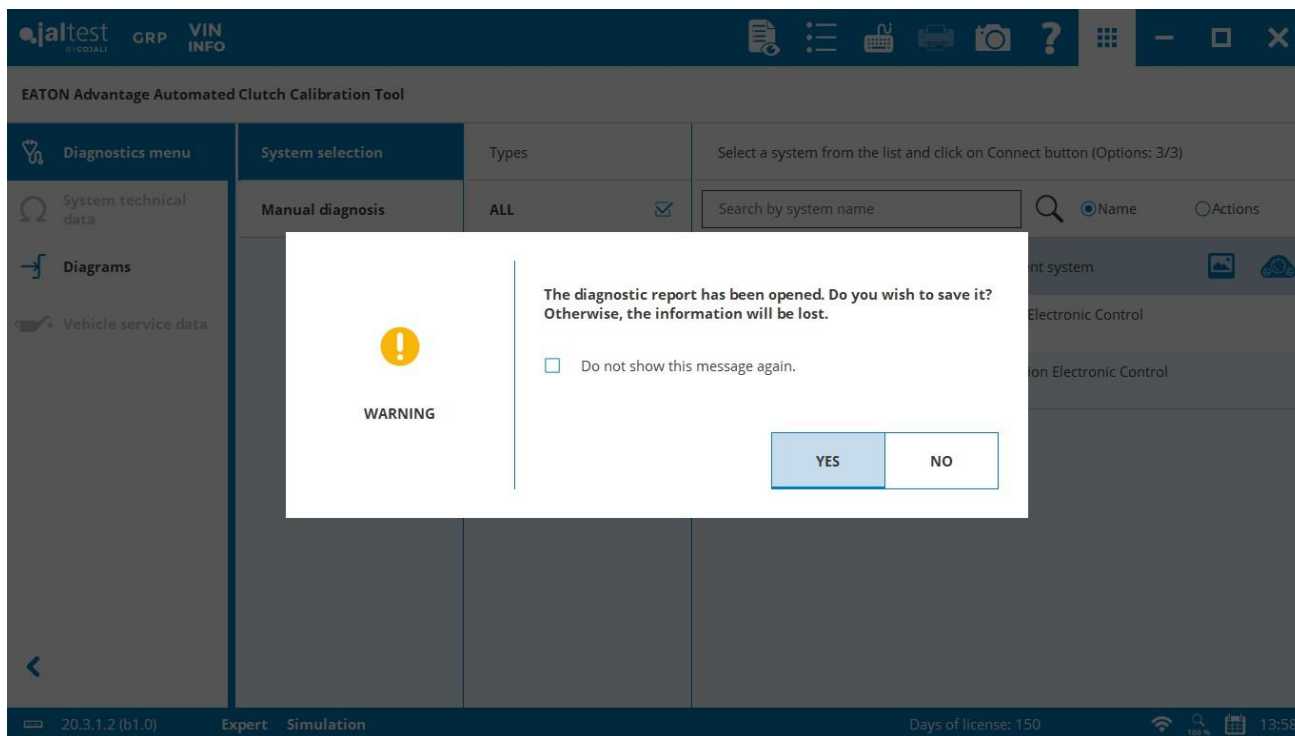 jaltest
BY COJALI
GRP
VIN
INFO
EATON Advantage Automated Clutch Calibration Tool
Diagnostics menu
System selection
Types
Select a system from the list and click on Connect button (Options: 3/3)
System technical
data
Manual diagnosis
ALL
Search by system name
Name
Actions
Diagrams
nt system
Vehicle service data
Electronic Control
ion Electronic Control
The diagnostic report has been opened. Do you wish to save it?
Otherwise, the information will be lost.
Do not show this message again.
WARNING
YES
NO
20.3.1.2 (b1.0)
Expert
Simulation
Days of license: 150
100 %
13:58